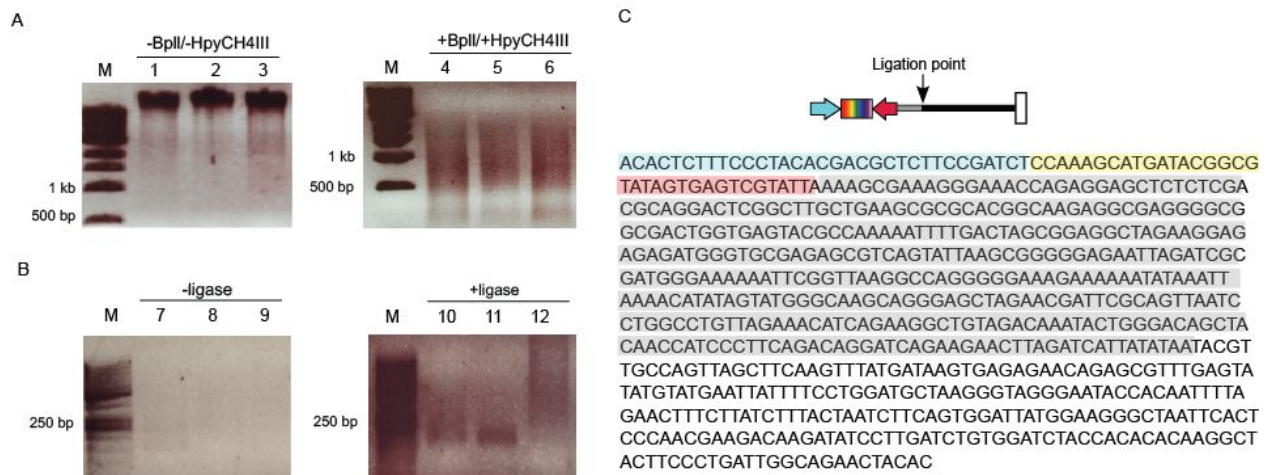 A
-BplI/-HpyCH4III
M 1 2 3
1 kb
500 bp
+BplI/+HpyCH4III
M 4 5 6
1 kb
500 bp
B
-ligase
M 7 8 9
250 bp
+ligase
M 10 11 12
250 bp
C
Ligation point
ACACTCTTTCCCTACACGACGCTCTTCCGATCTCCAAAGCATGATACGGCG
TATAGTGAGTCGTATTAAAAGCGAAAGGGAAACCAGAGGAGCTCTCTCGA
CGCAGGACTCGGCTTGCTGAAGCGCGCACGGCAAGAGGCGAGGGGCG
GCGACTGGTGAGTACGCCAAAAATTTTGACTAGCGGAGGCTAGAAGGAG
AGAGATGGGTGCGAGAGCGTCAGTATTAAGCGGGGGAGAATTAGATCGC
GATGGGAAAAAATTCGGTTAAGGCCAGGGGGAAAGAAAAAATATAAATT
AAAACATATAGTATGGGCAAGCAGGGAGCTAGAACGATTCGCAGTTAATC
CTGGCCTGTTAGAAACATCAGAAGGCTGTAGACAAATACTGGGACAGCTA
CAACCATCCCTTCAGACAGGATCAGAAGAACTTAGATCATTATATAATACGT
TGCCAGTTAGCTTCAAGTTTATGATAAGTGAGAGAACAGAGCGTTTGAGTA
TATGTATGAATTATTTTCCTGGATGCTAAGGGTAGGGAATACCACAATTTTA
GAACTTTCTTATCTTTACTAATCTTCAGTGGATTATGGAAGGGCTAATTCACT
CCCAACGAAGACAAGATATCCTTGATCTGTGGATCTACCACACACAAGGCT
ACTTCCCTGATTGGCAGAACTACAC